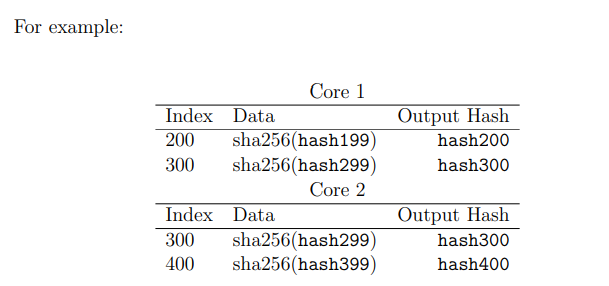 For example:
Core 1
Index Data Output Hash
200 sha256(hash199) hash200
300 sha256(hash299) hash300
Core 2
Index Data Output Hash
300 sha256(hash299) hash300
400 sha256(hash399) hash400